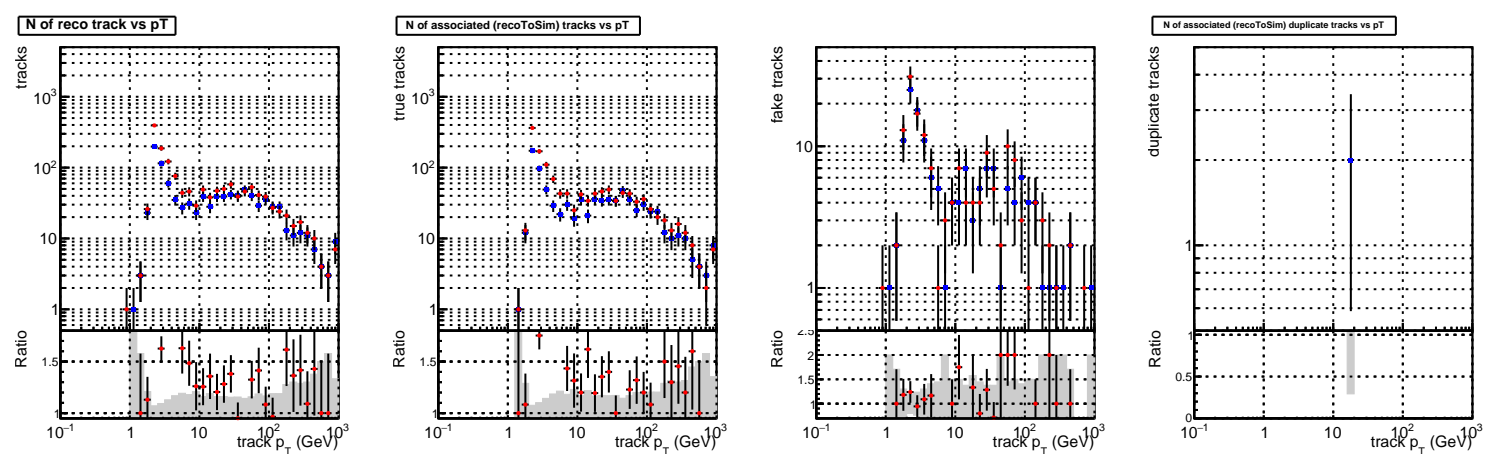 N of reco track vs pT
tracks
10³
10²
10
1
Ratio
1.5
1
10⁻¹ 1 10 10² 10³
track p_T (GeV)
N of associated (recoToSim) tracks vs pT
true tracks
10³
10²
10
1
Ratio
1.5
1
10⁻¹ 1 10 10² 10³
track p_T (GeV)
fake tracks
10
1
Ratio
2.5
2
1.5
1
10⁻¹ 1 10 10² 10³
track p_T (GeV)
N of associated (recoToSim) duplicate tracks vs pT
duplicate tracks
1
Ratio
1
0.5
0
10⁻¹ 1 10 10² 10³
track p_T (GeV)